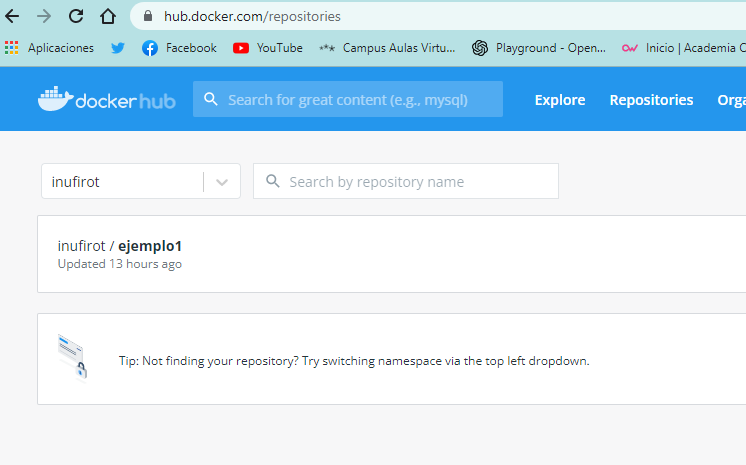 hub.docker.com/repositories
Aplicaciones Facebook YouTube Campus Aulas Virtu... Playground - Open... Inicio | Academia C
dockerhub Search for great content (e.g., mysql) Explore Repositories Orga
inufirot Search by repository name
inufirot / ejemplo1
Updated 13 hours ago
Tip: Not finding your repository? Try switching namespace via the top left dropdown.